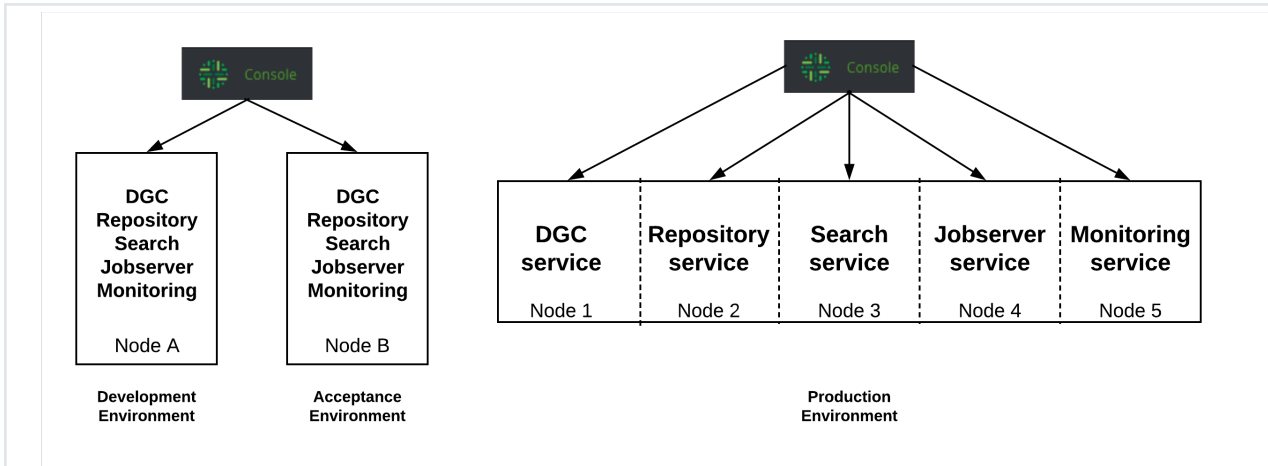 Console
DGC
Repository
Search
Jobserver
Monitoring
Node A
Development
Environment
DGC
Repository
Search
Jobserver
Monitoring
Node B
Acceptance
Environment
Console
DGC
service
Node 1
Repository
service
Node 2
Search
service
Node 3
Jobserver
service
Node 4
Monitoring
service
Node 5
Production
Environment